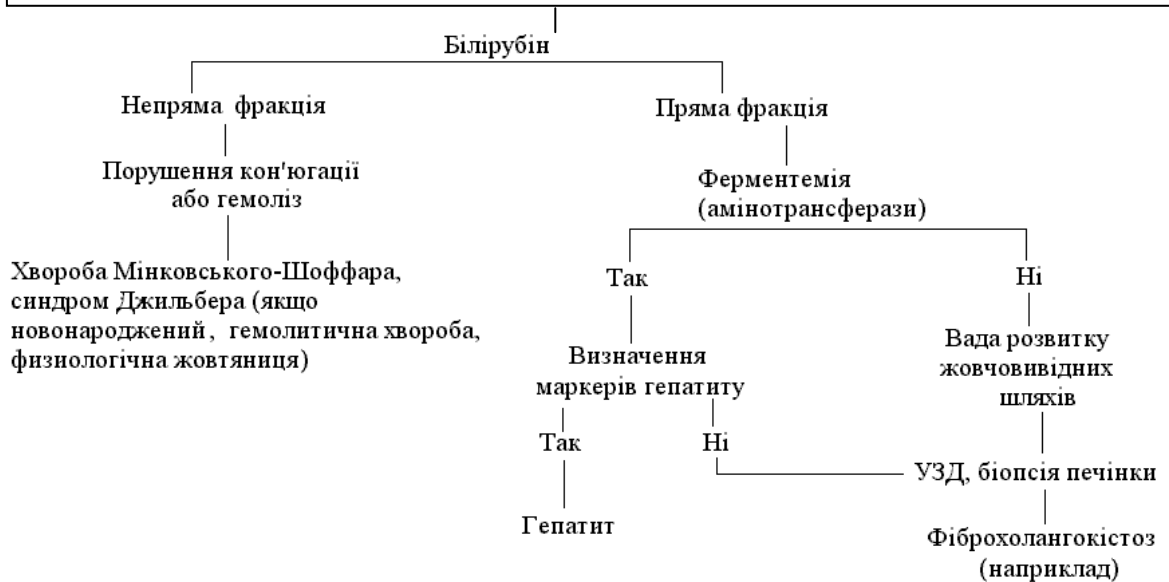 Білірубін
Непряма фракція
Пряма фракція
Порушення кон'югації
або гемоліз
Ферментемія
(амінотрансферази)
Хвороба Мінковського-Шоффара,
синдром Джильбера (якщо
новонароджений, гемолитична хвороба,
физиологічна жовтяниця)
Так
Ні
Визначення
маркерів гепатиту
Вада розвитку
жовчовивідних
шляхів
Так
Ні
УЗД, біопсія печінки
Гепатит
Фіброхолангокістоз
(наприклад)